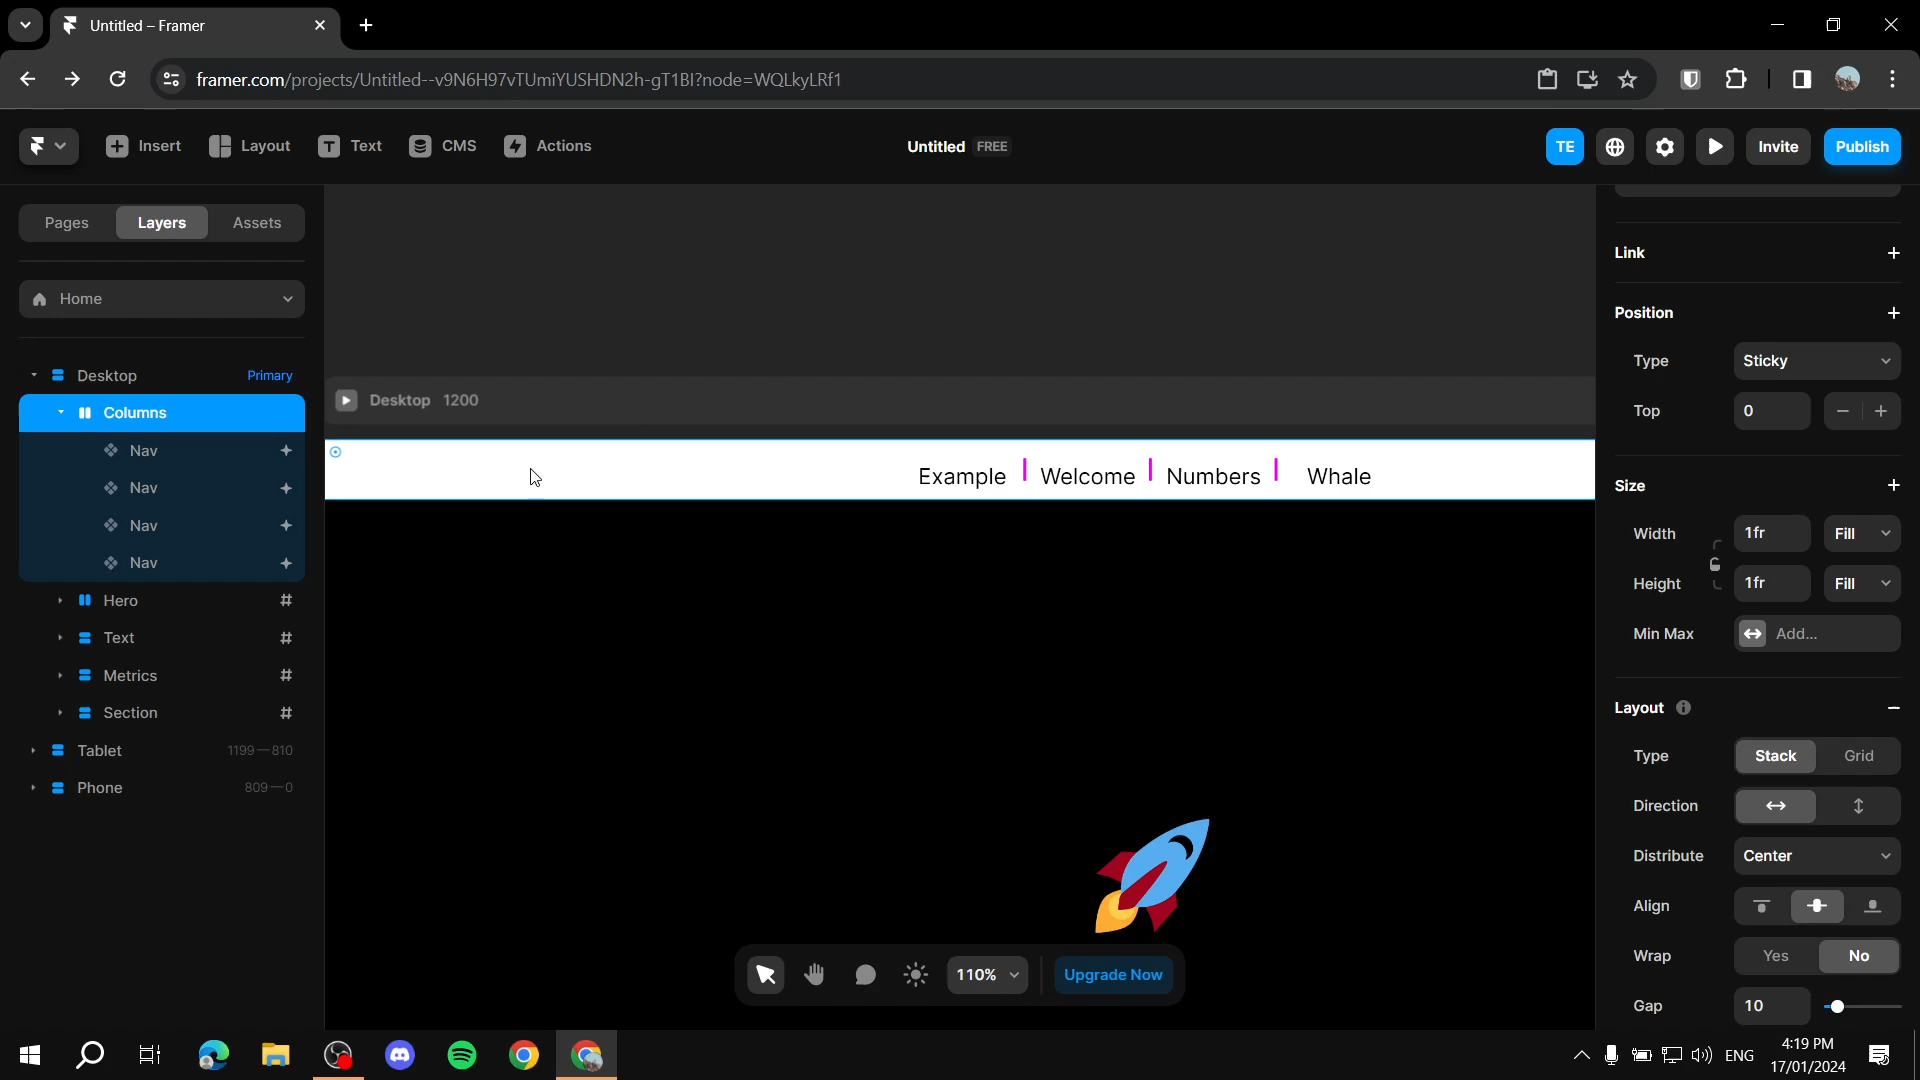 Untitled – Framer
framer.com/projects/Untitled--v9N6H97vTUmiYUSHDN2h-gT1BI?node=WQLkyLRf1
Insert
Layout
Text
CMS
Actions
Untitled FREE
TE
Invite
Publish
Pages
Layers
Assets
Home
Desktop Primary
Columns
Nav
Nav
Nav
Nav
Hero
Text
Metrics
Section
Tablet 1199—810
Phone 809—0
Desktop 1200
Example
Welcome
Numbers
Whale
110%
Upgrade Now
Link
Position
Type Sticky
Top 0
Size
Width 1fr Fill
Height 1fr Fill
Min Max Add...
Layout
Type Stack Grid
Direction
Distribute Center
Align
Wrap Yes No
Gap 10
ENG
4:19 PM
17/01/2024